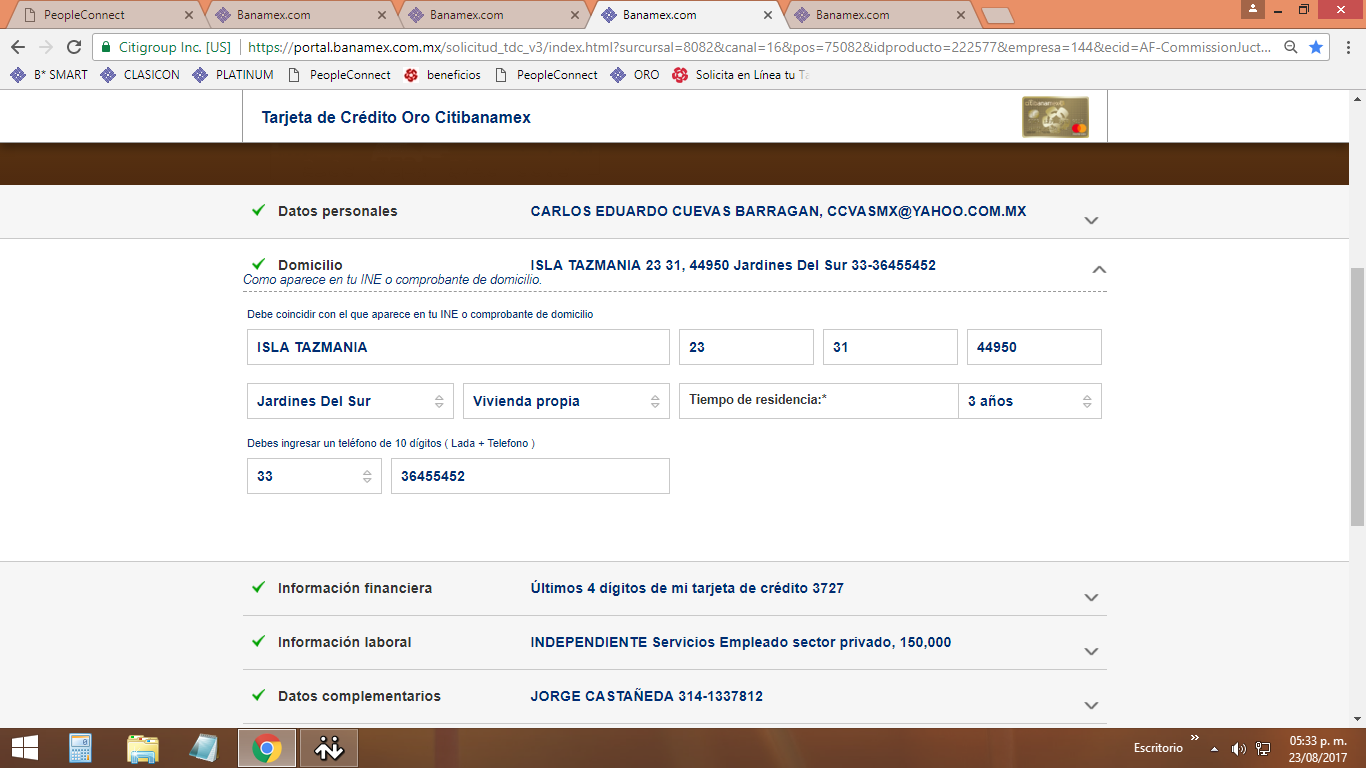 PeopleConnect
Banamex.com
Banamex.com
Banamex.com
Banamex.com
Citigroup Inc. [US] https://portal.banamex.com.mx/solicitud_tdc_v3/index.html?surcursal=8082&canal=16&pos=75082&idproducto=222577&empresa=144&ecid=AF-CommissionJuct...
B* SMART CLASICON PLATINUM PeopleConnect beneficios PeopleConnect ORO Solicita en Línea tu Ta
Tarjeta de Crédito Oro Citibanamex
Datos personales CARLOS EDUARDO CUEVAS BARRAGAN, CCVASMX@YAHOO.COM.MX
Domicilio ISLA TAZMANIA 23 31, 44950 Jardines Del Sur 33-36455452
Como aparece en tu INE o comprobante de domicilio.
Debe coincidir con el que aparece en tu INE o comprobante de domicilio
ISLA TAZMANIA 23 31 44950
Jardines Del Sur Vivienda propia Tiempo de residencia:* 3 años
Debes ingresar un teléfono de 10 dígitos ( Lada + Telefono )
33 36455452
Información financiera Últimos 4 dígitos de mi tarjeta de crédito 3727
Información laboral INDEPENDIENTE Servicios Empleado sector privado, 150,000
Datos complementarios JORGE CASTAÑEDA 314-1337812
Escritorio 05:33 p. m.
23/08/2017